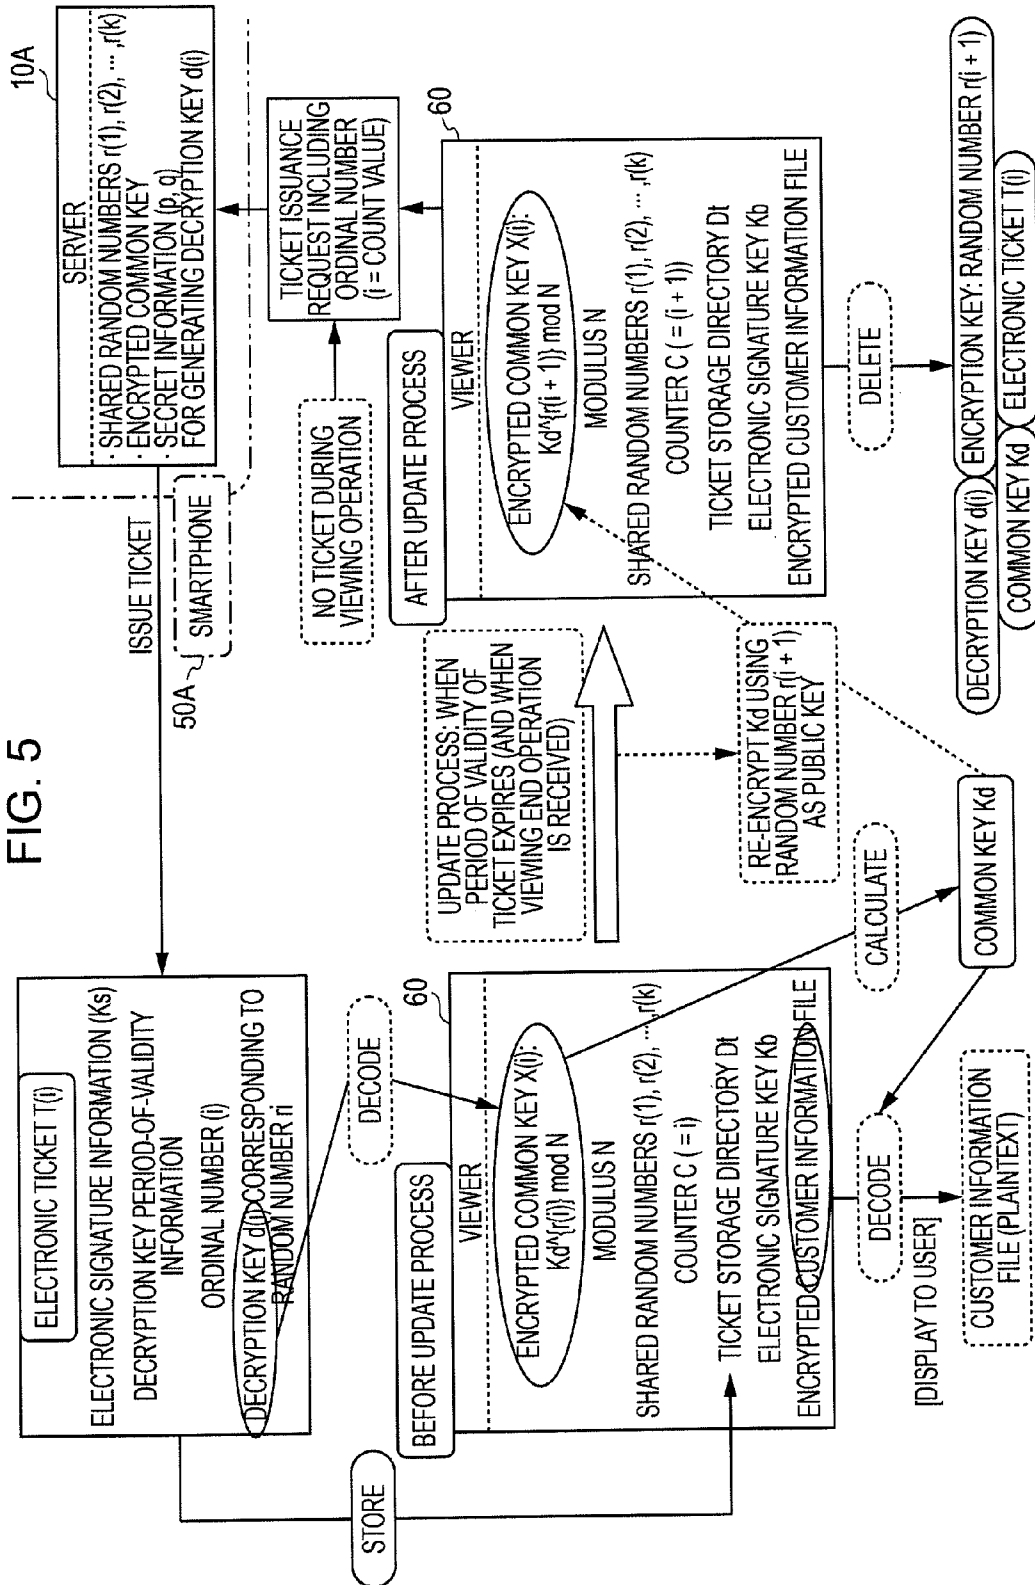 FIG. 5
10A
SERVER
· SHARED RANDOM NUMBERS r(1), r(2), ··· ,r(k)
· ENCRYPTED COMMON KEY
· SECRET INFORMATION (p, q)
FOR GENERATING DECRYPTION KEY d(i)
ISSUE TICKET
50A
SMARTPHONE
ELECTRONIC TICKET T(i)
ELECTRONIC SIGNATURE INFORMATION (Ks)
DECRYPTION KEY PERIOD-OF-VALIDITY
INFORMATION
ORDINAL NUMBER (i)
DECRYPTION KEY d(i) CORRESPONDING TO
RANDOM NUMBER ri
STORE
DECODE
BEFORE UPDATE PROCESS
60
VIEWER
ENCRYPTED COMMON KEY X(i):
Kd^{r(i)} mod N
MODULUS N
SHARED RANDOM NUMBERS r(1), r(2), ··· ,r(k)
COUNTER C (= i)
TICKET STORAGE DIRECTORY Dt
ELECTRONIC SIGNATURE KEY Kb
ENCRYPTED CUSTOMER INFORMATION FILE
[DISPLAY TO USER]
DECODE
CUSTOMER INFORMATION
FILE (PLAINTEXT)
CALCULATE
COMMON KEY Kd
UPDATE PROCESS: WHEN
PERIOD OF VALIDITY OF
TICKET EXPIRES (AND WHEN
VIEWING END OPERATION
IS RECEIVED)
RE-ENCRYPT Kd USING
RANDOM NUMBER r(i + 1)
AS PUBLIC KEY
NO TICKET DURING
VIEWING OPERATION
TICKET ISSUANCE
REQUEST INCLUDING
ORDINAL NUMBER
(i = COUNT VALUE)
AFTER UPDATE PROCESS
60
VIEWER
ENCRYPTED COMMON KEY X(i):
Kd^{r(i + 1)} mod N
MODULUS N
SHARED RANDOM NUMBERS r(1), r(2), ··· ,r(k)
COUNTER C ( = (i + 1))
TICKET STORAGE DIRECTORY Dt
ELECTRONIC SIGNATURE KEY Kb
ENCRYPTED CUSTOMER INFORMATION FILE
DELETE
DECRYPTION KEY d(i)
ENCRYPTION KEY: RANDOM NUMBER r(i + 1)
COMMON KEY Kd
ELECTRONIC TICKET T(i)